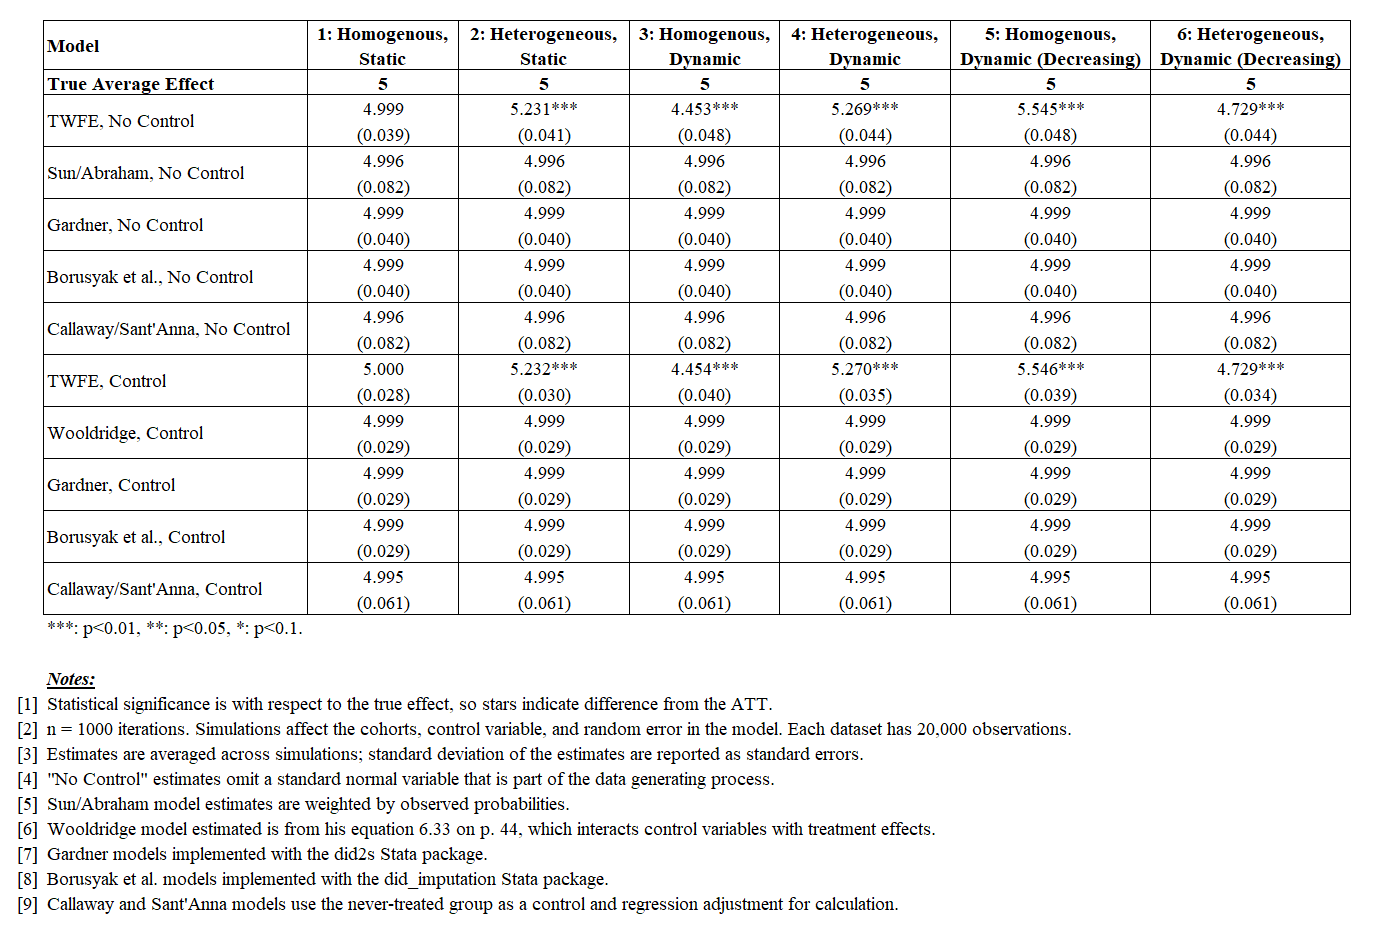 Model 1: Homogenous, Static 2: Heterogeneous, Static 3: Homogenous, Dynamic 4: Heterogeneous, Dynamic 5: Homogenous, Dynamic (Decreasing) 6: Heterogeneous, Dynamic (Decreasing)
True Average Effect 5 5 5 5 5 5
TWFE, No Control 4.999 5.231*** 4.453*** 5.269*** 5.545*** 4.729***
(0.039) (0.041) (0.048) (0.044) (0.048) (0.044)
Sun/Abraham, No Control 4.996 4.996 4.996 4.996 4.996 4.996
(0.082) (0.082) (0.082) (0.082) (0.082) (0.082)
Gardner, No Control 4.999 4.999 4.999 4.999 4.999 4.999
(0.040) (0.040) (0.040) (0.040) (0.040) (0.040)
Borusyak et al., No Control 4.999 4.999 4.999 4.999 4.999 4.999
(0.040) (0.040) (0.040) (0.040) (0.040) (0.040)
Callaway/Sant'Anna, No Control 4.996 4.996 4.996 4.996 4.996 4.996
(0.082) (0.082) (0.082) (0.082) (0.082) (0.082)
TWFE, Control 5.000 5.232*** 4.454*** 5.270*** 5.546*** 4.729***
(0.028) (0.030) (0.040) (0.035) (0.039) (0.034)
Wooldridge, Control 4.999 4.999 4.999 4.999 4.999 4.999
(0.029) (0.029) (0.029) (0.029) (0.029) (0.029)
Gardner, Control 4.999 4.999 4.999 4.999 4.999 4.999
(0.029) (0.029) (0.029) (0.029) (0.029) (0.029)
Borusyak et al., Control 4.999 4.999 4.999 4.999 4.999 4.999
(0.029) (0.029) (0.029) (0.029) (0.029) (0.029)
Callaway/Sant'Anna, Control 4.995 4.995 4.995 4.995 4.995 4.995
(0.061) (0.061) (0.061) (0.061) (0.061) (0.061)
***: p<0.01, **: p<0.05, *: p<0.1.
Notes:
[1] Statistical significance is with respect to the true effect, so stars indicate difference from the ATT.
[2] n = 1000 iterations. Simulations affect the cohorts, control variable, and random error in the model. Each dataset has 20,000 observations.
[3] Estimates are averaged across simulations; standard deviation of the estimates are reported as standard errors.
[4] "No Control" estimates omit a standard normal variable that is part of the data generating process.
[5] Sun/Abraham model estimates are weighted by observed probabilities.
[6] Wooldridge model estimated is from his equation 6.33 on p. 44, which interacts control variables with treatment effects.
[7] Gardner models implemented with the did2s Stata package.
[8] Borusyak et al. models implemented with the did_imputation Stata package.
[9] Callaway and Sant'Anna models use the never-treated group as a control and regression adjustment for calculation.